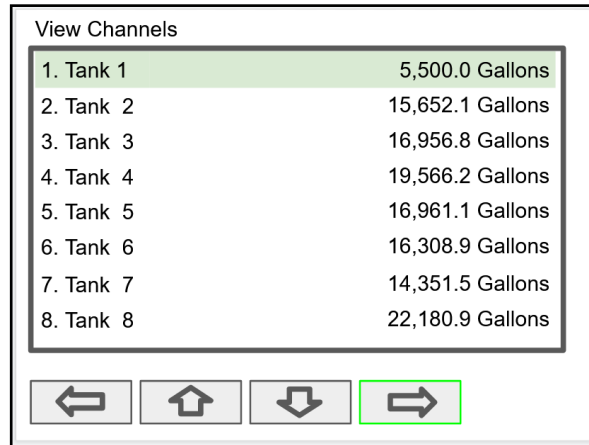 View Channels
1. Tank 1 5,500.0 Gallons
2. Tank  2 15,652.1 Gallons
3. Tank  3 16,956.8 Gallons
4. Tank  4 19,566.2 Gallons
5. Tank  5 16,961.1 Gallons
6. Tank  6 16,308.9 Gallons
7. Tank  7 14,351.5 Gallons
8. Tank  8 22,180.9 Gallons